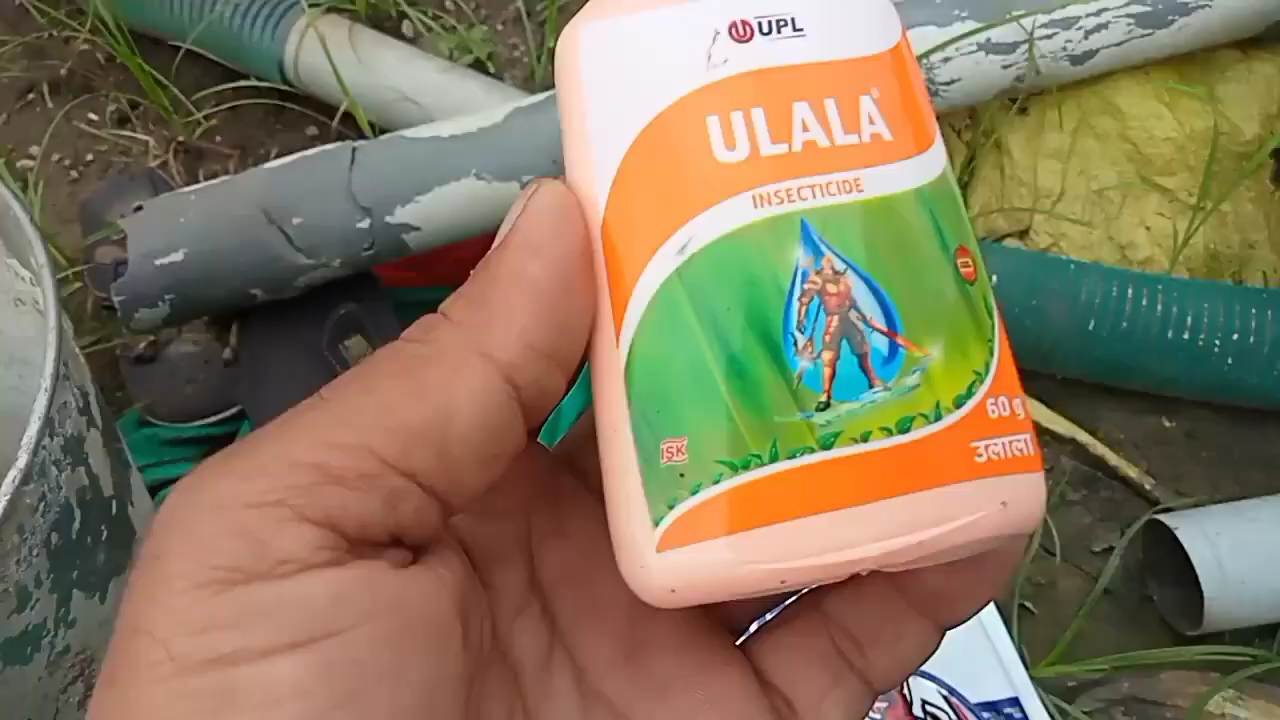 UPL
ULALA®
INSECTICIDE
ISK
60 g
उलाला